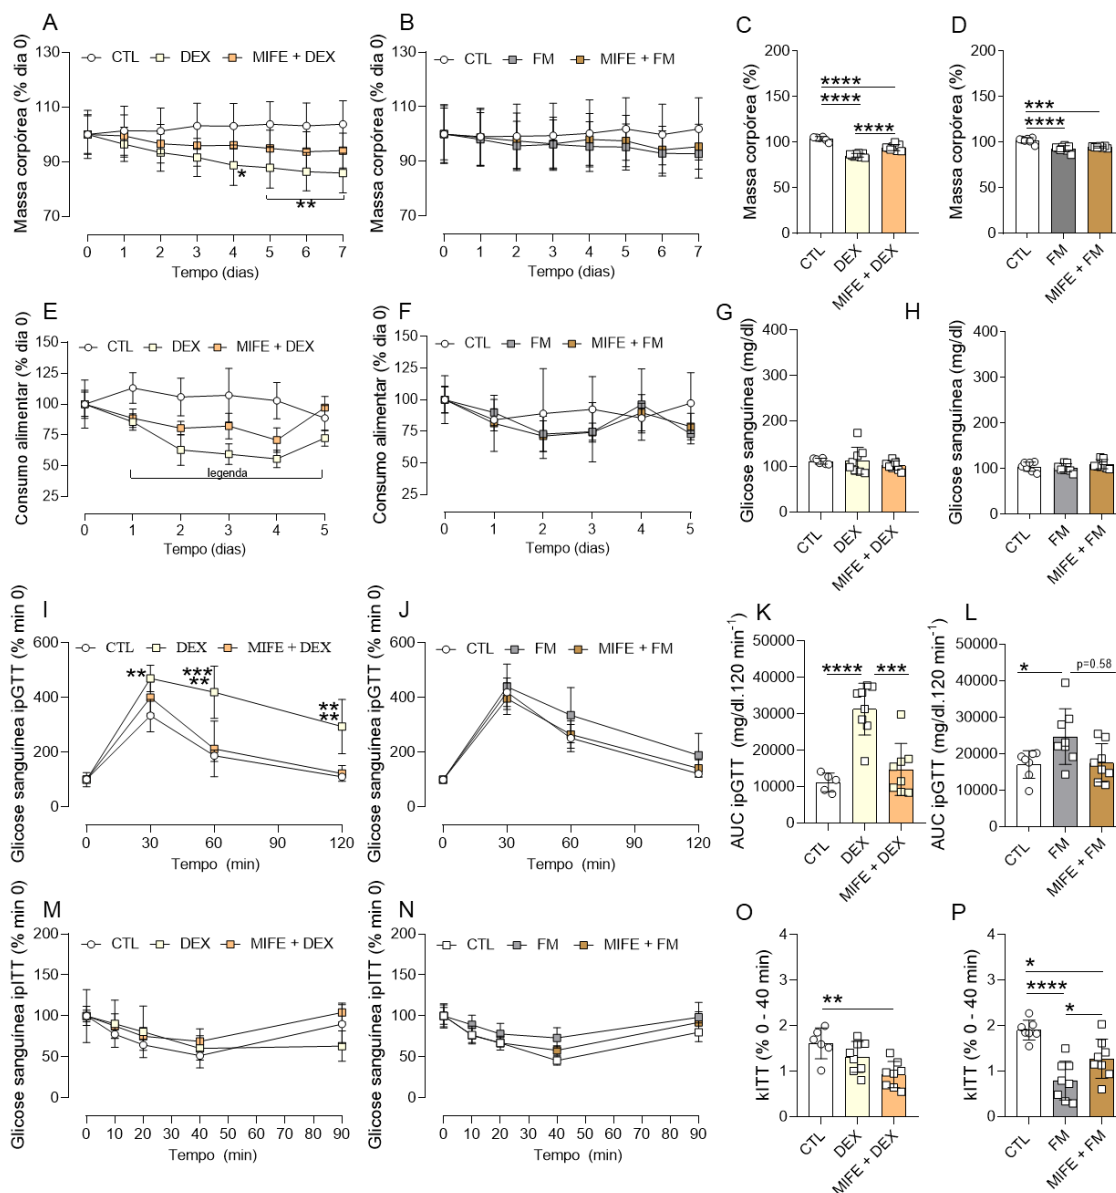 A
CTL DEX MIFE + DEX
Massa corpórea (% dia 0)
130
110
90
70
*
**
0 1 2 3 4 5 6 7
Tempo (dias)
B
CTL FM MIFE + FM
Massa corpórea (% dia 0)
130
110
90
70
0 1 2 3 4 5 6 7
Tempo (dias)
C
Massa corpórea (%)
200
150
100
50
0
****
****
****
CTL
DEX
MIFE + DEX
D
Massa corpórea (%)
200
150
100
50
0
***
****
CTL
FM
MIFE + FM
E
CTL DEX MIFE + DEX
Consumo alimentar (% dia 0)
150
125
100
75
50
25
legenda
0 1 2 3 4 5
Tempo (dias)
F
CTL FM MIFE + FM
Consumo alimentar (% dia 0)
150
125
100
75
50
25
0 1 2 3 4 5
Tempo (dias)
G
Glicose sanguínea (mg/dl)
400
300
200
100
0
CTL
DEX
MIFE + DEX
H
Glicose sanguínea (mg/dl)
400
300
200
100
0
CTL
FM
MIFE + FM
I
CTL DEX MIFE + DEX
Glicose sanguínea ipGTT (% min 0)
600
400
200
0
**
***
**
**
**
0 30 60 90 120
Tempo (min)
J
CTL FM MIFE + FM
Glicose sanguínea ipGTT (% min 0)
600
400
200
0
0 30 60 90 120
Tempo (min)
K
AUC ipGTT (mg/dl.120 min⁻¹)
50000
40000
30000
20000
10000
0
**** ***
CTL
DEX
MIFE + DEX
L
AUC ipGTT (mg/dl.120 min⁻¹)
50000
40000
30000
20000
10000
0
*
p=0.58
CTL
FM
MIFE + FM
M
CTL DEX MIFE + DEX
Glicose sanguínea ipITT (% min 0)
200
150
100
50
0
0 10 20 30 40 50 60 70 80 90
Tempo (min)
N
CTL FM MIFE + FM
Glicose sanguínea ipITT (% min 0)
200
150
100
50
0
0 10 20 30 40 50 60 70 80 90
Tempo (min)
O
kITT (% 0 - 40 min)
4
3
2
1
0
**
CTL
DEX
MIFE + DEX
P
kITT (% 0 - 40 min)
4
3
2
1
0
*
****
*
CTL
FM
MIFE + FM